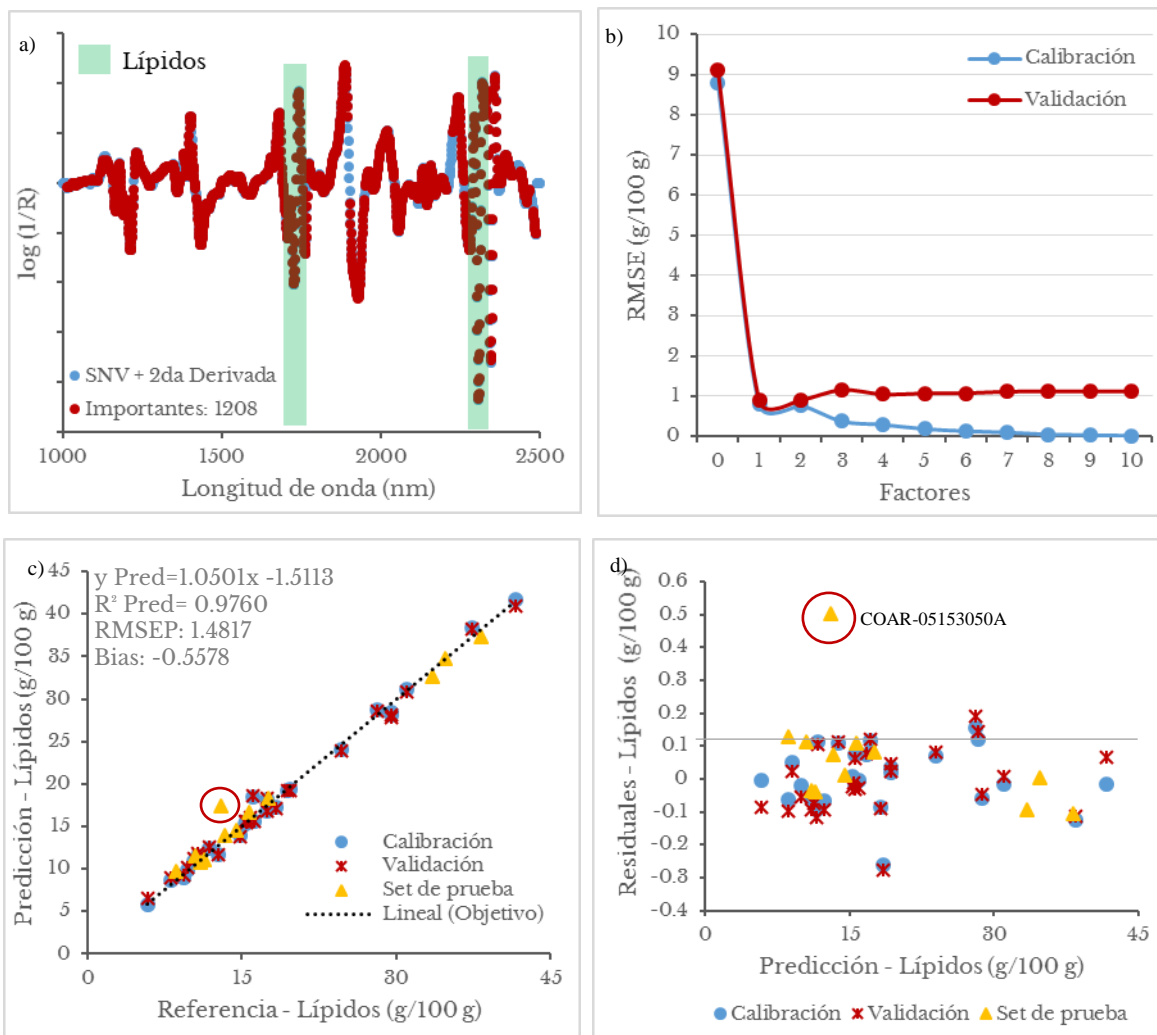 a)
Lípidos
log (1/R)
SNV + 2da Derivada
Importantes: 1208
1000 1500 2000 2500
Longitud de onda (nm)
b)
10
9
8
7
6
5
4
3
2
1
0
RMSE (g/100 g)
Calibración
Validación
0 1 2 3 4 5 6 7 8 9 10
Factores
c)
45
40
35
30
25
20
15
10
5
0
Predicción - Lípidos (g/100 g)
y Pred=1.0501x -1.5113
R² Pred= 0.9760
RMSEP: 1.4817
Bias: -0.5578
Calibración
Validación
Set de prueba
Lineal (Objetivo)
0 15 30 45
Referencia - Lípidos (g/100 g)
d)
0.6
0.5
0.4
0.3
0.2
0.1
0
-0.1
-0.2
-0.3
-0.4
Residuales - Lípidos (g/100 g)
COAR-05153050A
0 15 30 45
Predicción - Lípidos (g/100 g)
Calibración Validación Set de prueba